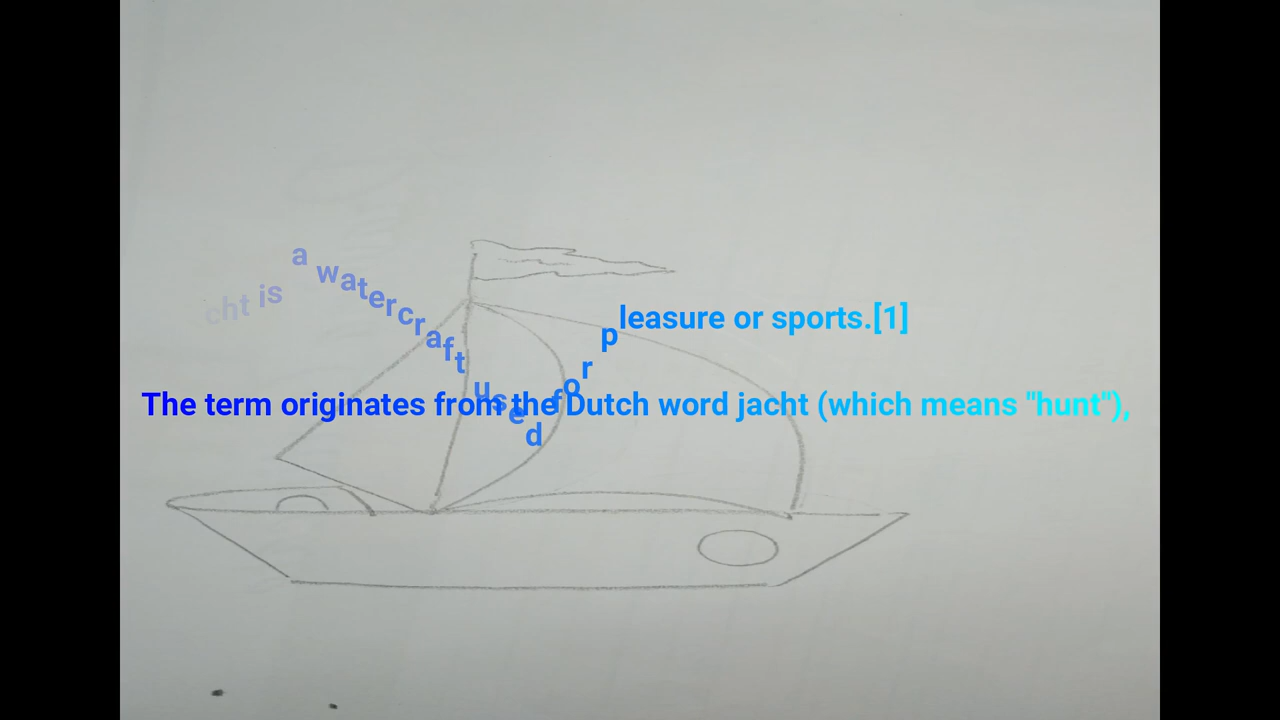 cht is a watercraft used for pleasure or sports.[1]
The term originates from the Dutch word jacht (which means "hunt"),